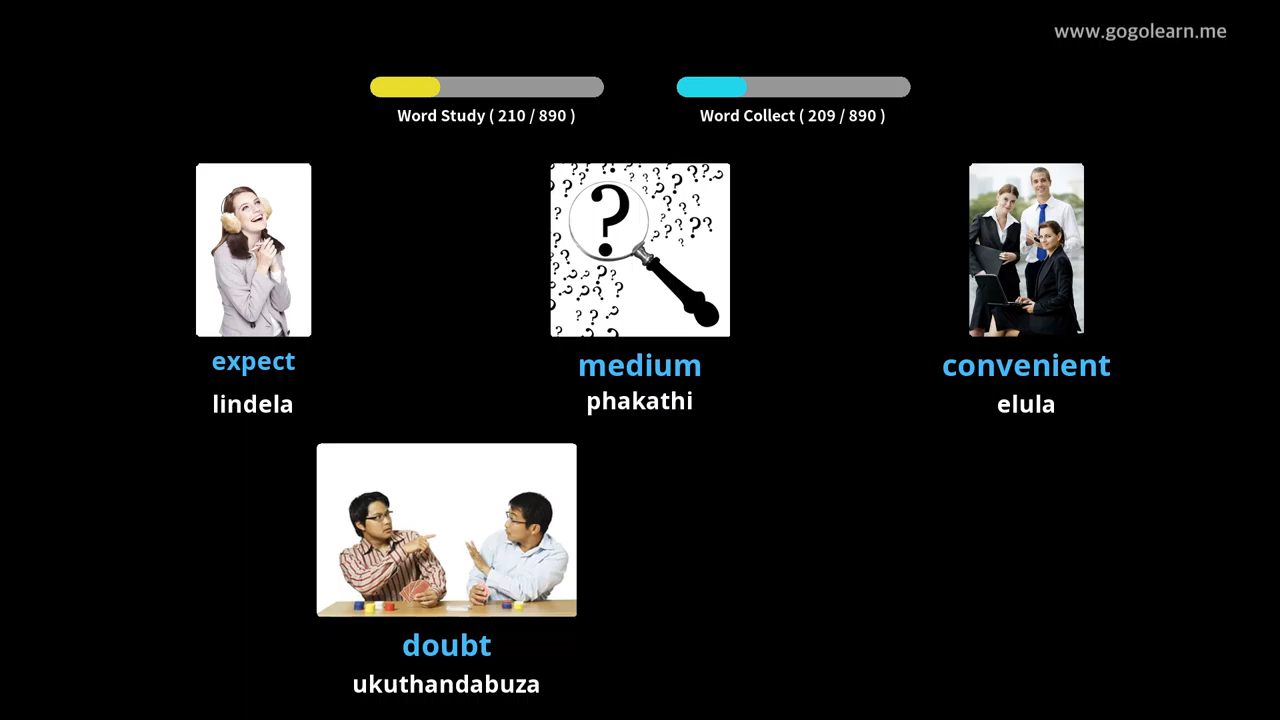 www.gogolearn.me
Word Study ( 210 / 890 )
Word Collect ( 209 / 890 )
expect
lindela
medium
phakathi
convenient
elula
doubt
ukuthandabuza